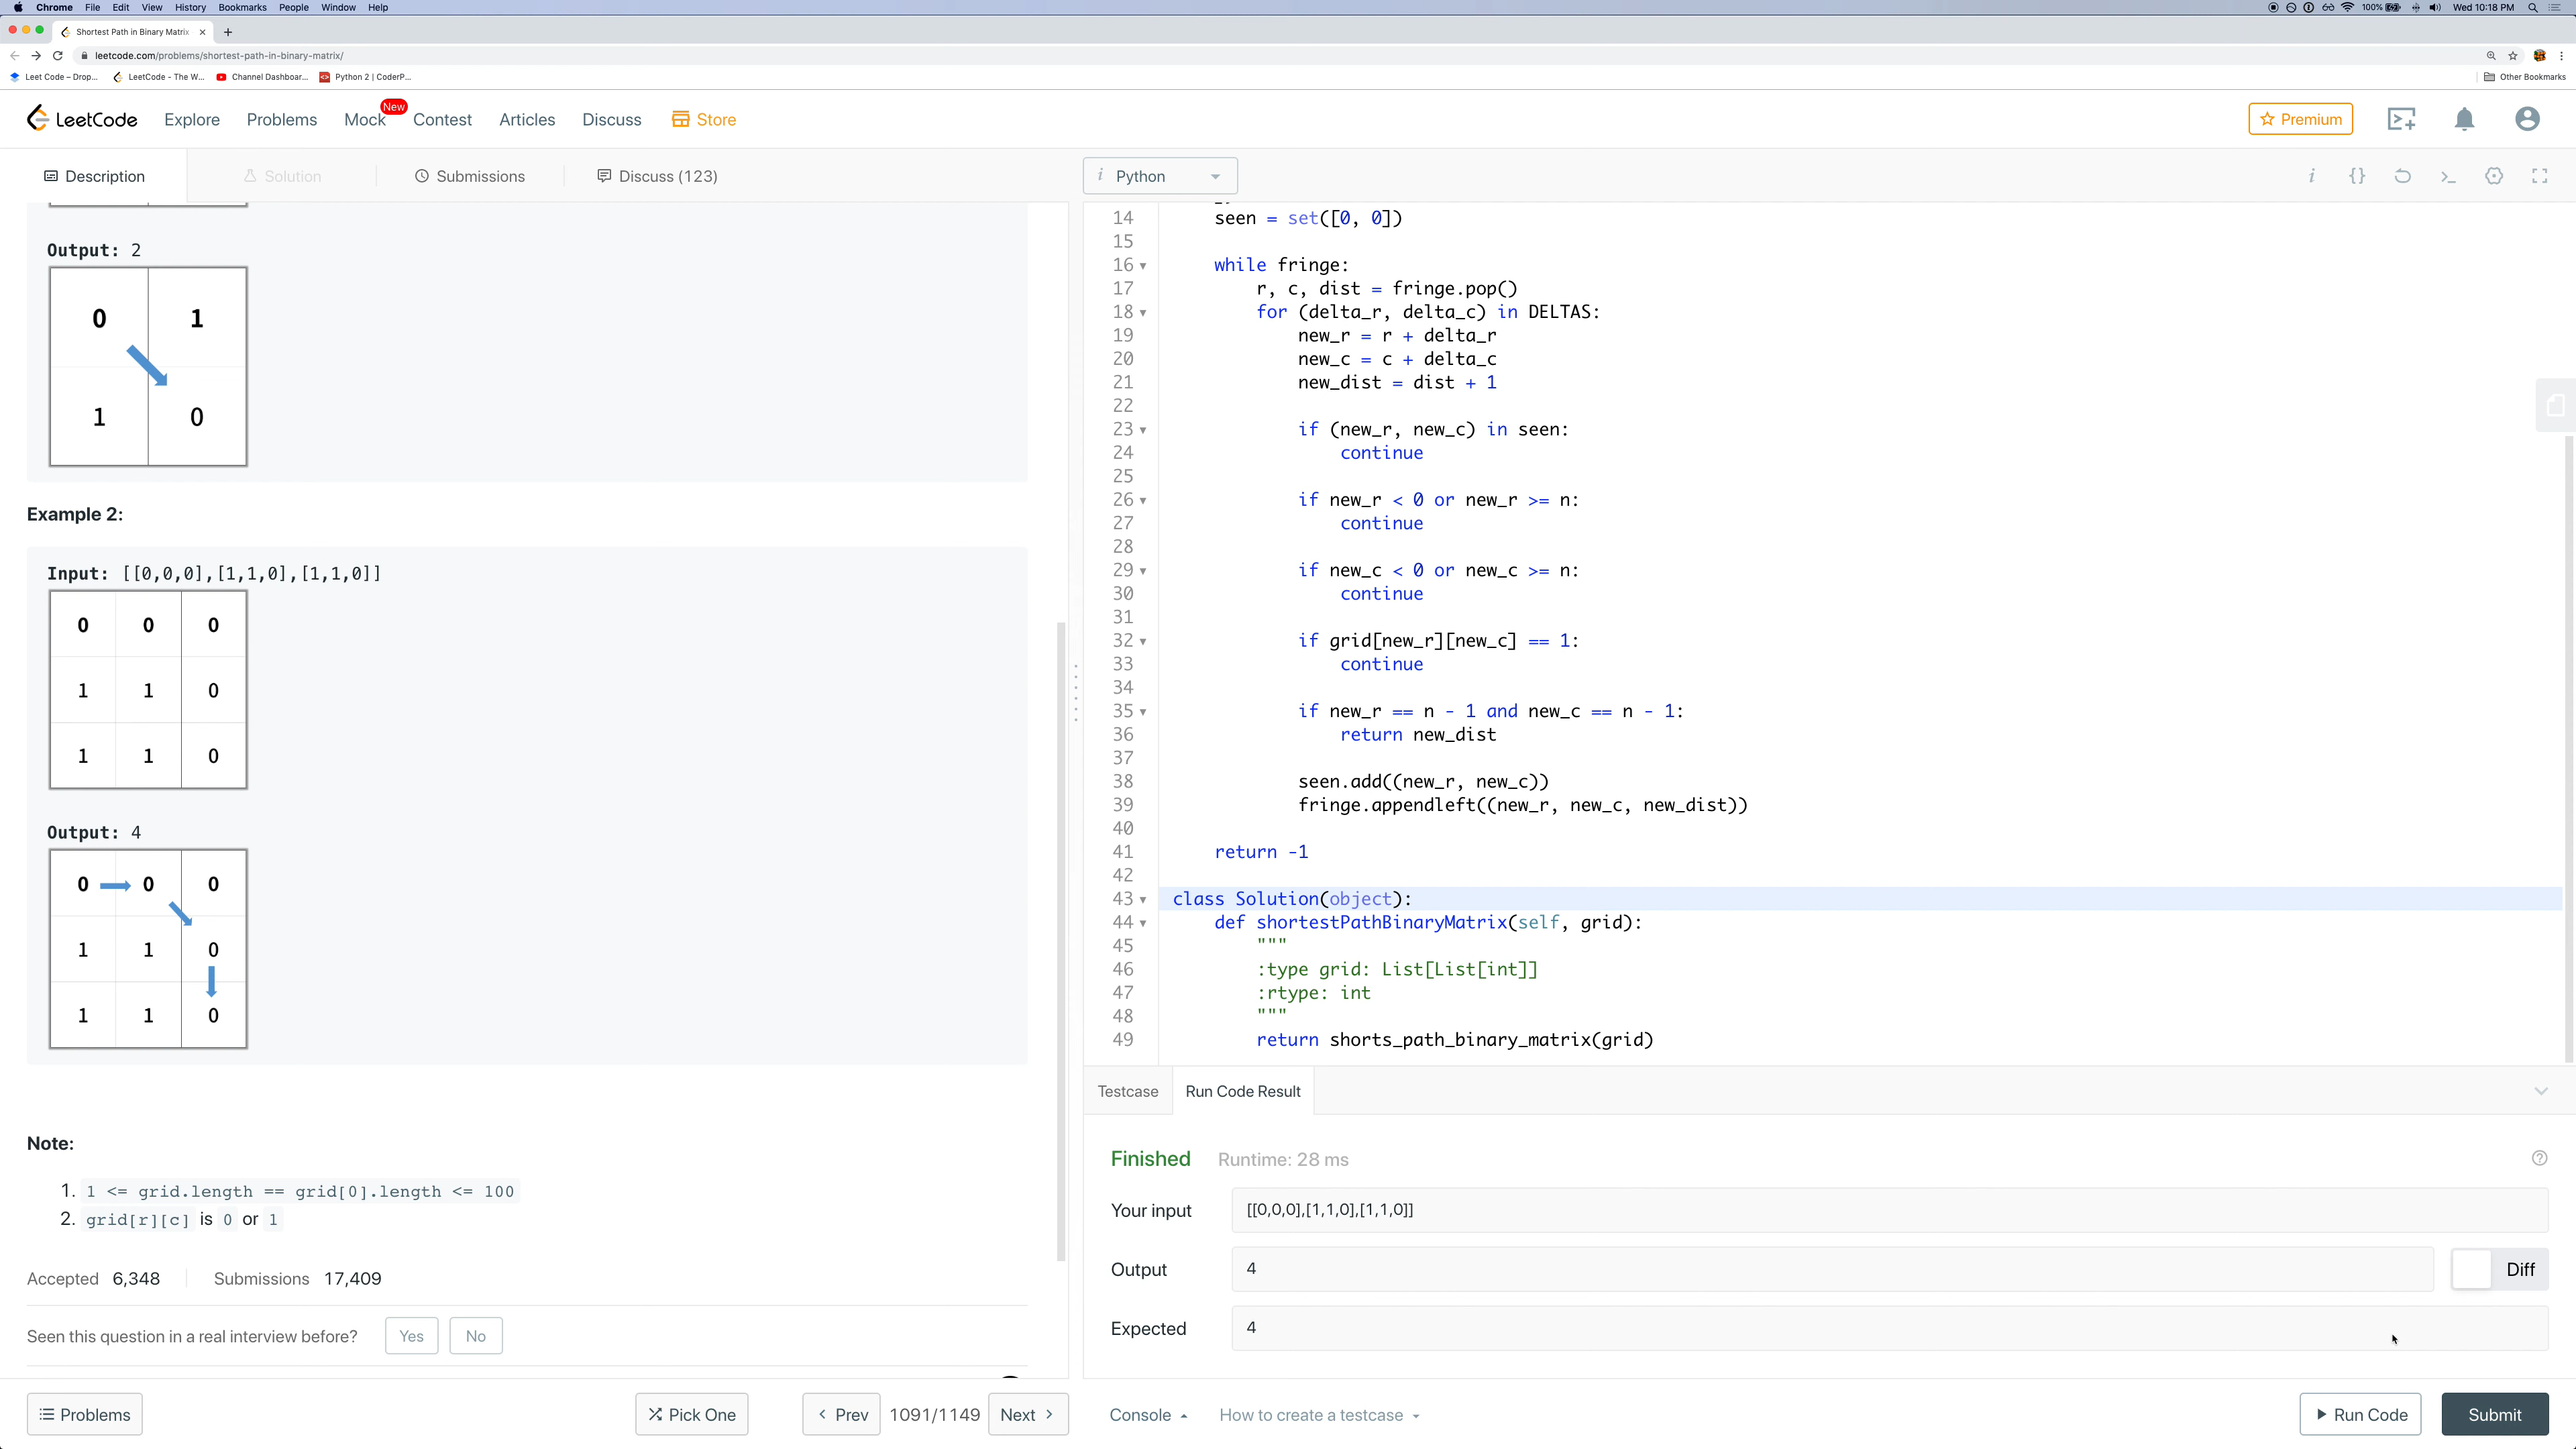 Chrome File Edit View History Bookmarks People Window Help
100% Wed 10:18 PM
Shortest Path in Binary Matrix
leetcode.com/problems/shortest-path-in-binary-matrix/
Leet Code – Drop... LeetCode - The W... Channel Dashboar... Python 2 | CoderP... Other Bookmarks
LeetCode Explore Problems Mock New Contest Articles Discuss Store Premium
Description Solution Submissions Discuss (123)
Output: 2
0 1
1 0
Example 2:
Input: [[0,0,0],[1,1,0],[1,1,0]]
0 0 0
1 1 0
1 1 0
Output: 4
0 0 0
1 1 0
1 1 0
Note:
1. 1 <= grid.length == grid[0].length <= 100
2. grid[r][c] is 0 or 1
Accepted 6,348 Submissions 17,409
Seen this question in a real interview before? Yes No
Problems Pick One Prev 1091/1149 Next
i Python
14 seen = set([0, 0])
15
16 while fringe:
17 r, c, dist = fringe.pop()
18 for (delta_r, delta_c) in DELTAS:
19 new_r = r + delta_r
20 new_c = c + delta_c
21 new_dist = dist + 1
22
23 if (new_r, new_c) in seen:
24 continue
25
26 if new_r < 0 or new_r >= n:
27 continue
28
29 if new_c < 0 or new_c >= n:
30 continue
31
32 if grid[new_r][new_c] == 1:
33 continue
34
35 if new_r == n - 1 and new_c == n - 1:
36 return new_dist
37
38 seen.add((new_r, new_c))
39 fringe.appendleft((new_r, new_c, new_dist))
40
41 return -1
42
43 class Solution(object):
44 def shortestPathBinaryMatrix(self, grid):
45 """
46 :type grid: List[List[int]]
47 :rtype: int
48 """
49 return shorts_path_binary_matrix(grid)
Testcase Run Code Result
Finished Runtime: 28 ms
Your input [[0,0,0],[1,1,0],[1,1,0]]
Output 4 Diff
Expected 4
Console How to create a testcase Run Code Submit